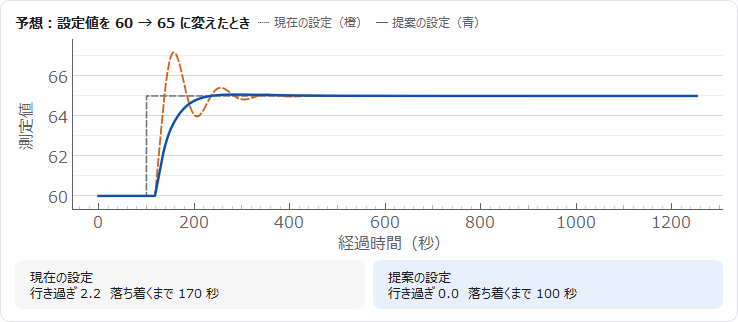 予想：設定値を 60 → 65 に変えたとき 現在の設定（橙） 提案の設定（青）
測定値
66
64
62
60
0 200 400 600 800 1000 1200
経過時間（秒）
現在の設定
行き過ぎ 2.2 落ち着くまで 170 秒
提案の設定
行き過ぎ 0.0 落ち着くまで 100 秒